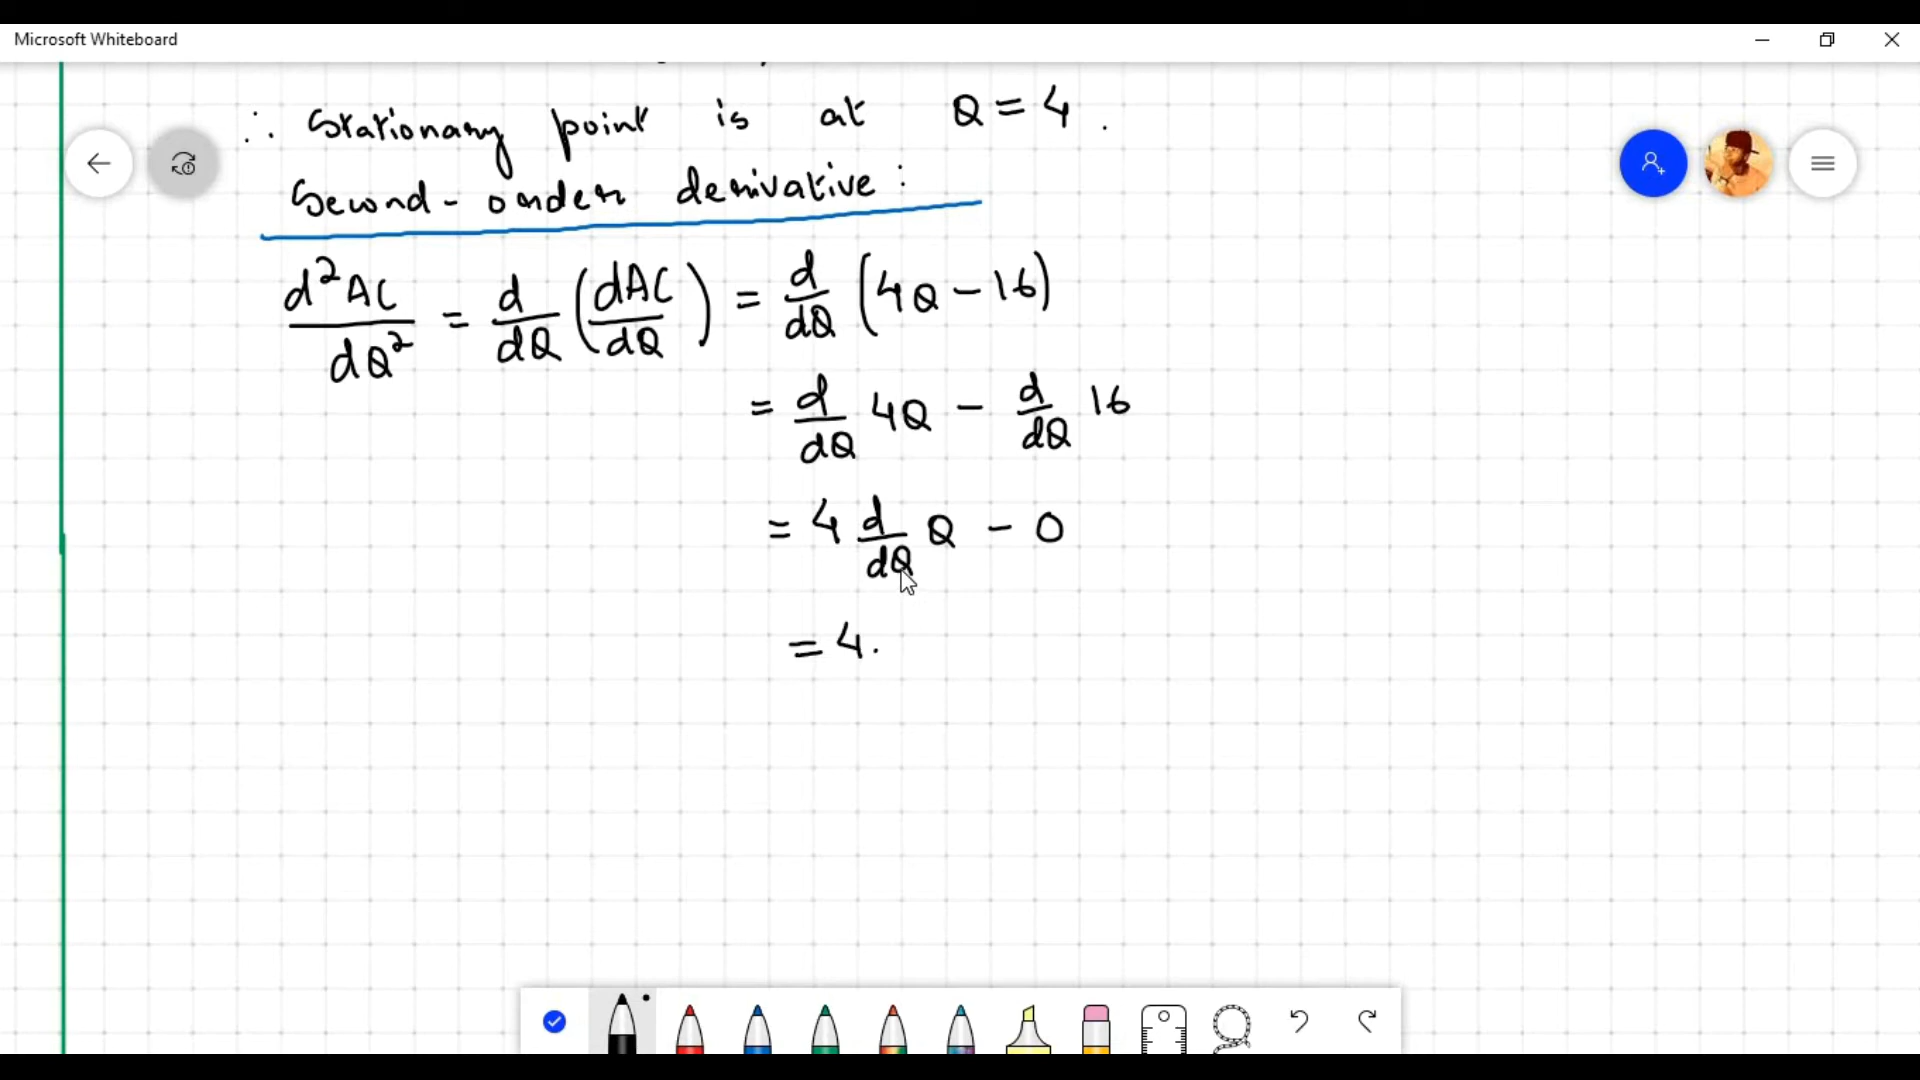 Microsoft Whiteboard
∴ Stationary point is at Q = 4 .
Second-order derivative :
d²AC/dQ² = d/dQ (dAC/dQ) = d/dQ (4Q − 16)
= d/dQ 4Q − d/dQ 16
= 4 d/dQ Q − 0
= 4.